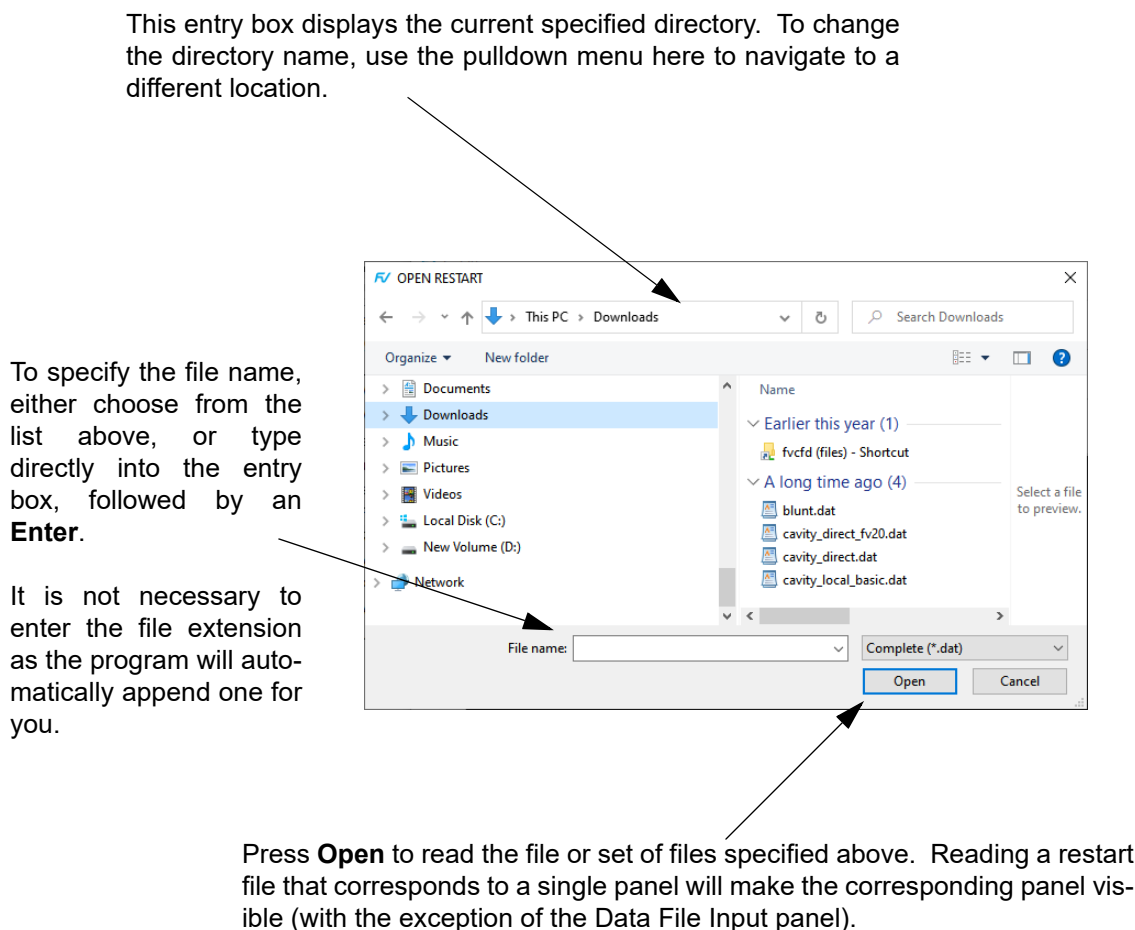 This entry box displays the current specified directory. To change
the directory name, use the pulldown menu here to navigate to a
different location.
FV OPEN RESTART
This PC > Downloads
Search Downloads
Organize
New folder
To specify the file name,
either choose from the
list above, or type
directly into the entry
box, followed by an
Enter.
It is not necessary to
enter the file extension
as the program will auto-
matically append one for
you.
Documents
Downloads
Music
Pictures
Videos
Local Disk (C:)
New Volume (D:)
Network
Name
Earlier this year (1)
fvcfd (files) - Shortcut
A long time ago (4)
blunt.dat
cavity_direct_fv20.dat
cavity_direct.dat
cavity_local_basic.dat
Select a file
to preview.
File name:
Complete (*.dat)
Open
Cancel
Press Open to read the file or set of files specified above. Reading a restart
file that corresponds to a single panel will make the corresponding panel vis-
ible (with the exception of the Data File Input panel).